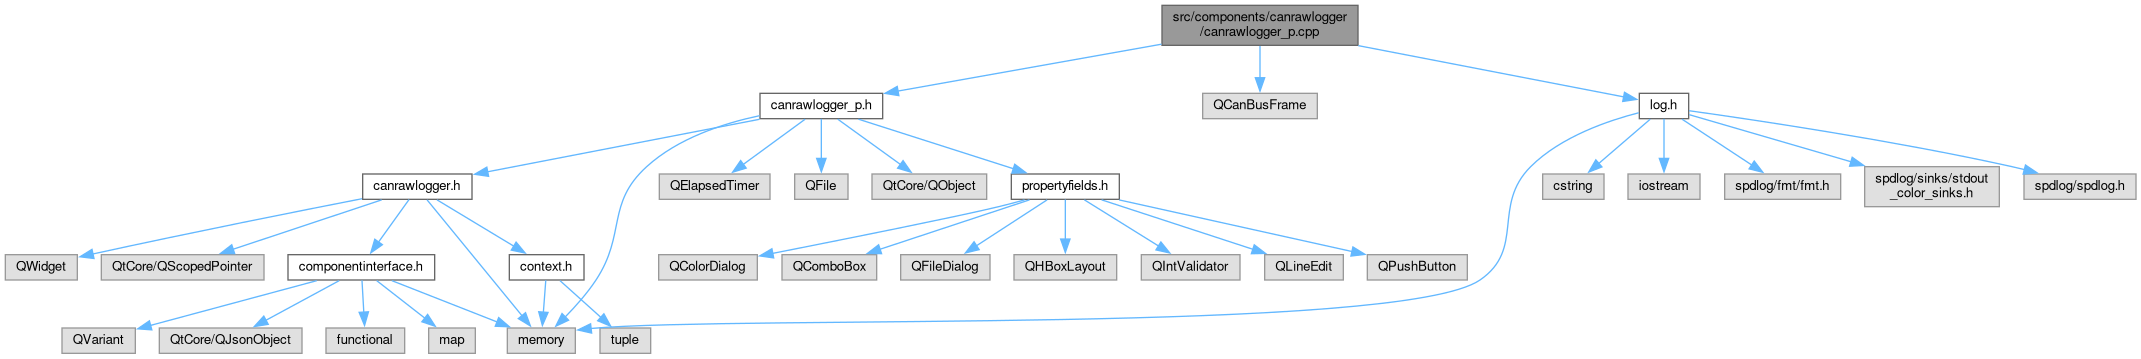 src/components/canrawlogger
/canrawlogger_p.cpp
canrawlogger_p.h
QCanBusFrame
log.h
canrawlogger.h
QElapsedTimer
QFile
QtCore/QObject
propertyfields.h
cstring
iostream
spdlog/fmt/fmt.h
spdlog/sinks/stdout
_color_sinks.h
spdlog/spdlog.h
QWidget
QtCore/QScopedPointer
componentinterface.h
context.h
QColorDialog
QComboBox
QFileDialog
QHBoxLayout
QIntValidator
QLineEdit
QPushButton
QVariant
QtCore/QJsonObject
functional
map
memory
tuple